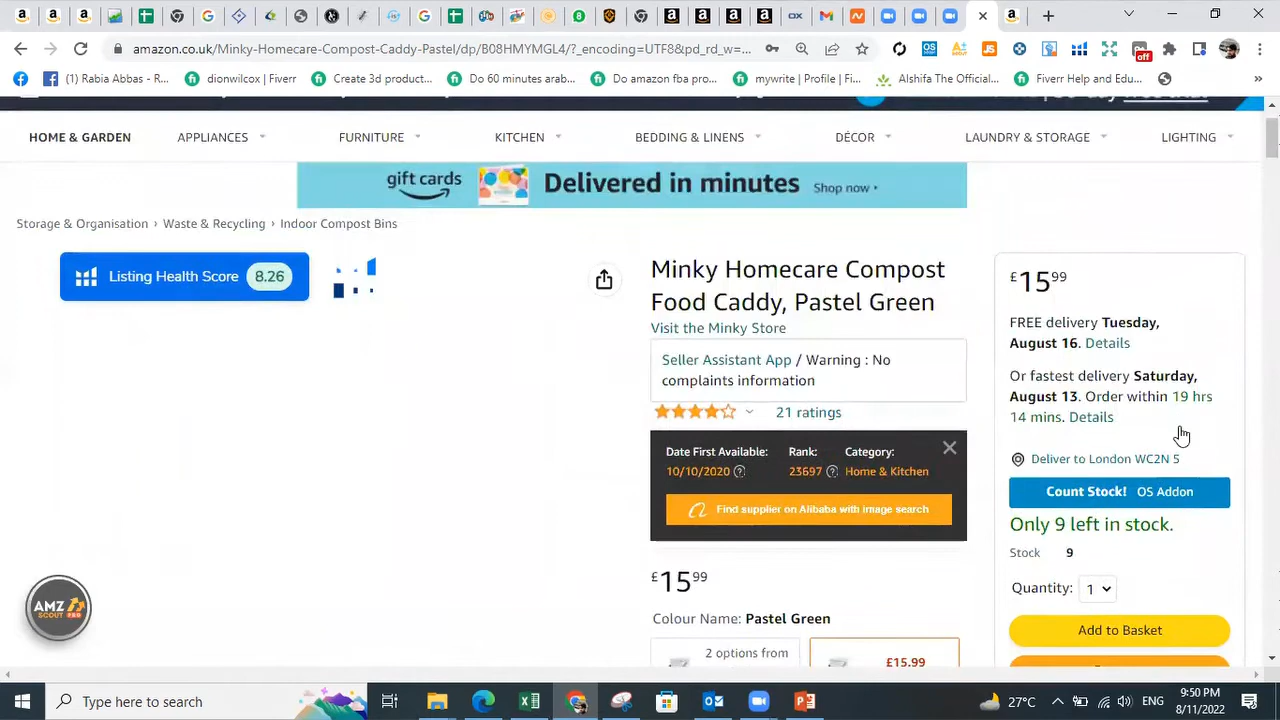 amazon.co.uk/Minky-Homecare-Compost-Caddy-Pastel/dp/B08HMYMGL4/?_encoding=UTF8&pd_rd_w=...
off
(1) Rabia Abbas - R...
dionwilcox | Fiverr
Create 3d product...
Do 60 minutes arab...
Do amazon fba pro...
mywrite | Profile | Fi...
Alshifa The Official...
Fiverr Help and Edu...
HOME & GARDEN
APPLIANCES
FURNITURE
KITCHEN
BEDDING & LINENS
DÉCOR
LAUNDRY & STORAGE
LIGHTING
gift cards
Delivered in minutes
Shop now
Storage & Organisation › Waste & Recycling › Indoor Compost Bins
Listing Health Score 8.26
Minky Homecare Compost
Food Caddy, Pastel Green
Visit the Minky Store
Seller Assistant App / Warning : No
complaints information
21 ratings
Date First Available: Rank: Category:
10/10/2020 23697 Home & Kitchen
Find supplier on Alibaba with image search
£1599
Colour Name: Pastel Green
2 options from
£15.99
£1599
FREE delivery Tuesday,
August 16. Details
Or fastest delivery Saturday,
August 13. Order within 19 hrs
14 mins. Details
Deliver to London WC2N 5
Count Stock! OS Addon
Only 9 left in stock.
Stock 9
Quantity: 1
Add to Basket
AMZ
SCOUT PRO
Type here to search
27°C
ENG
9:50 PM
8/11/2022